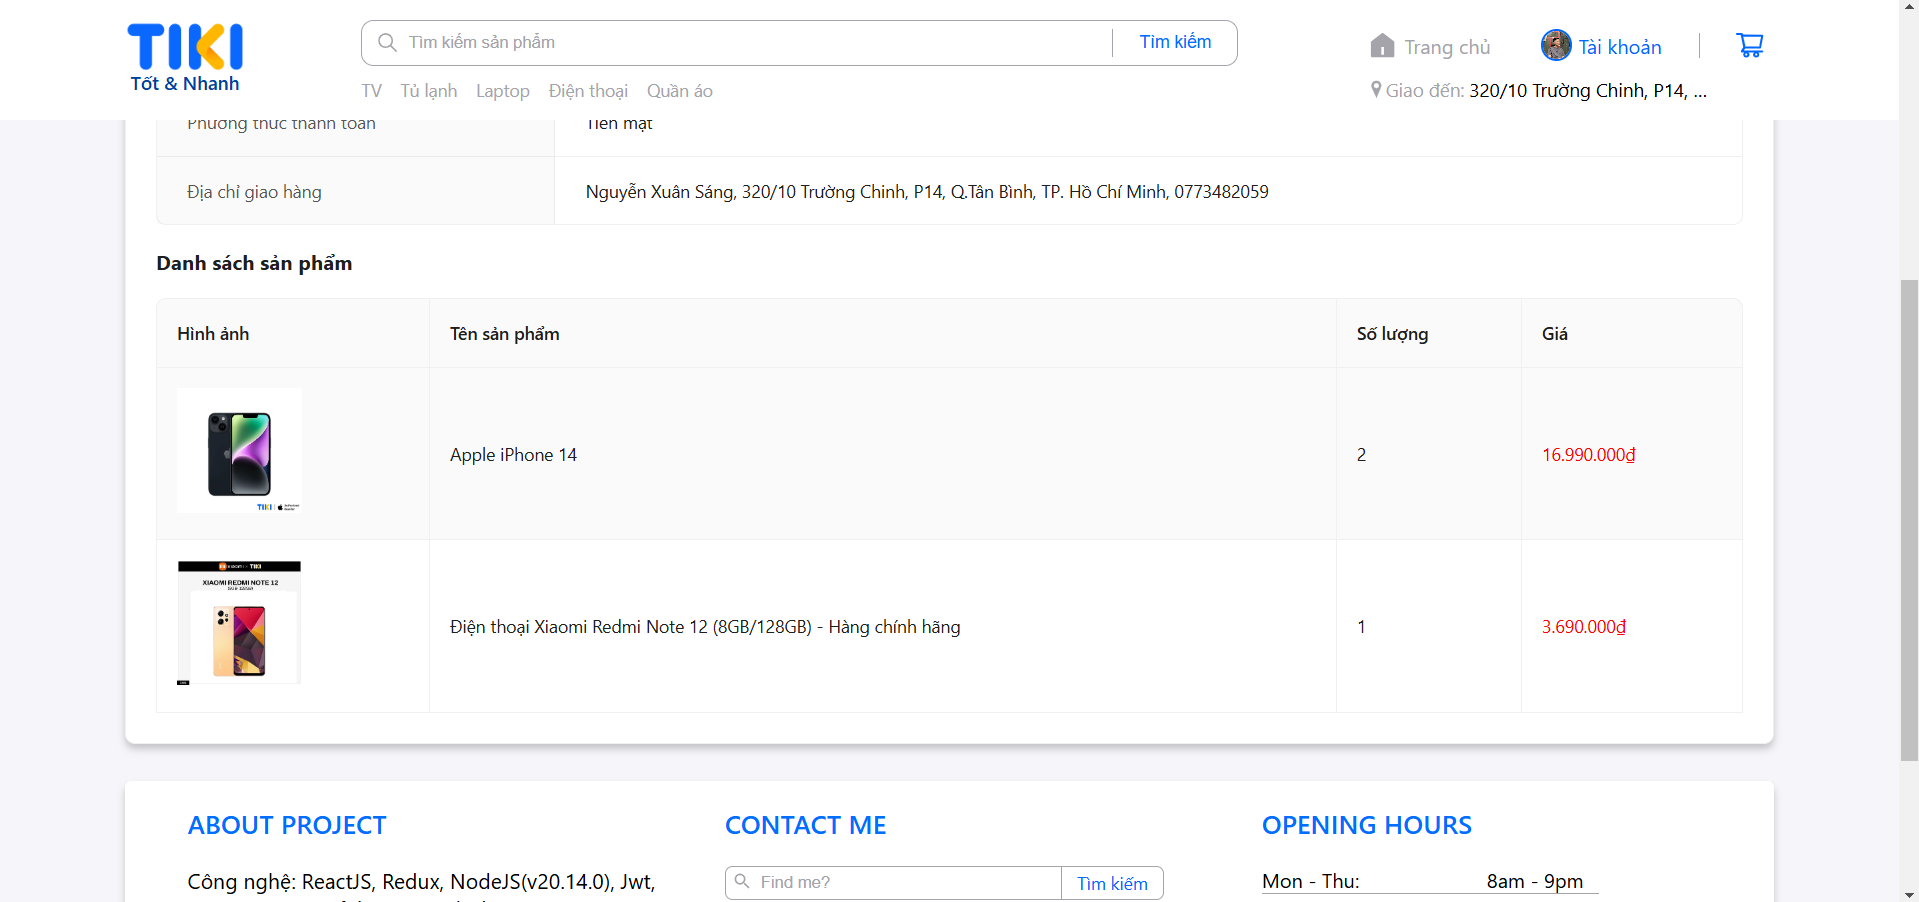 TIKI
Tốt & Nhanh
Tìm kiếm sản phẩm
Tìm kiếm
TV Tủ lạnh Laptop Điện thoại Quần áo
Trang chủ
Tài khoản
Giao đến: 320/10 Trường Chinh, P14, ...
Phương thức thanh toán
Tiền mặt
Địa chỉ giao hàng
Nguyễn Xuân Sáng, 320/10 Trường Chinh, P14, Q.Tân Bình, TP. Hồ Chí Minh, 0773482059
Danh sách sản phẩm
Hình ảnh
Tên sản phẩm
Số lượng
Giá
TIKI
Apple iPhone 14
2
16.990.000₫
TIKI
XIAOMI REDMI NOTE 12
Điện thoại Xiaomi Redmi Note 12 (8GB/128GB) - Hàng chính hãng
1
3.690.000₫
ABOUT PROJECT
Công nghệ: ReactJS, Redux, NodeJS(v20.14.0), Jwt,
CONTACT ME
Find me?
Tìm kiếm
OPENING HOURS
Mon - Thu: 8am - 9pm